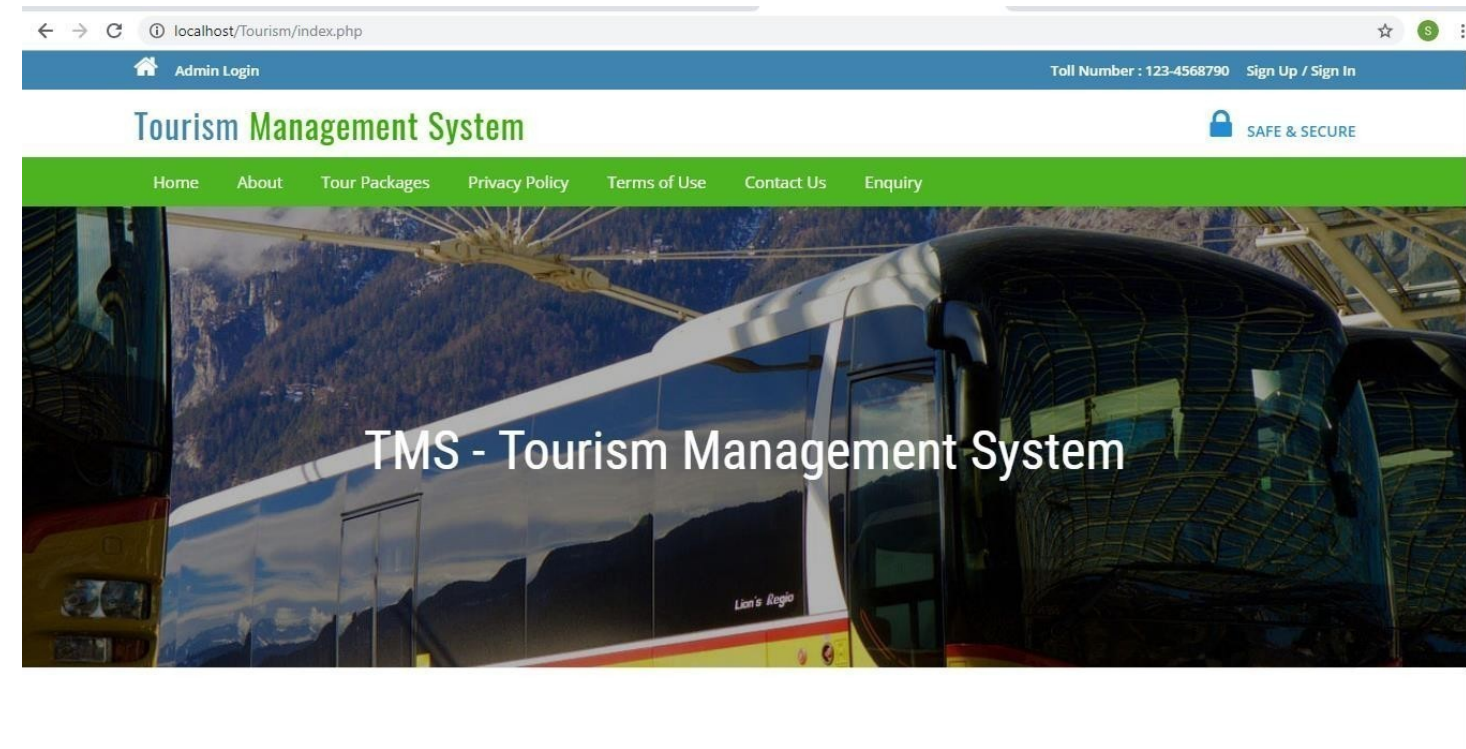 localhost/Tourism/index.php
S
Admin Login
Toll Number : 123-4568790 Sign Up / Sign In
Tourism Management System
SAFE & SECURE
Home About Tour Packages Privacy Policy Terms of Use Contact Us Enquiry
TMS - Tourism Management System
Lion's Regio